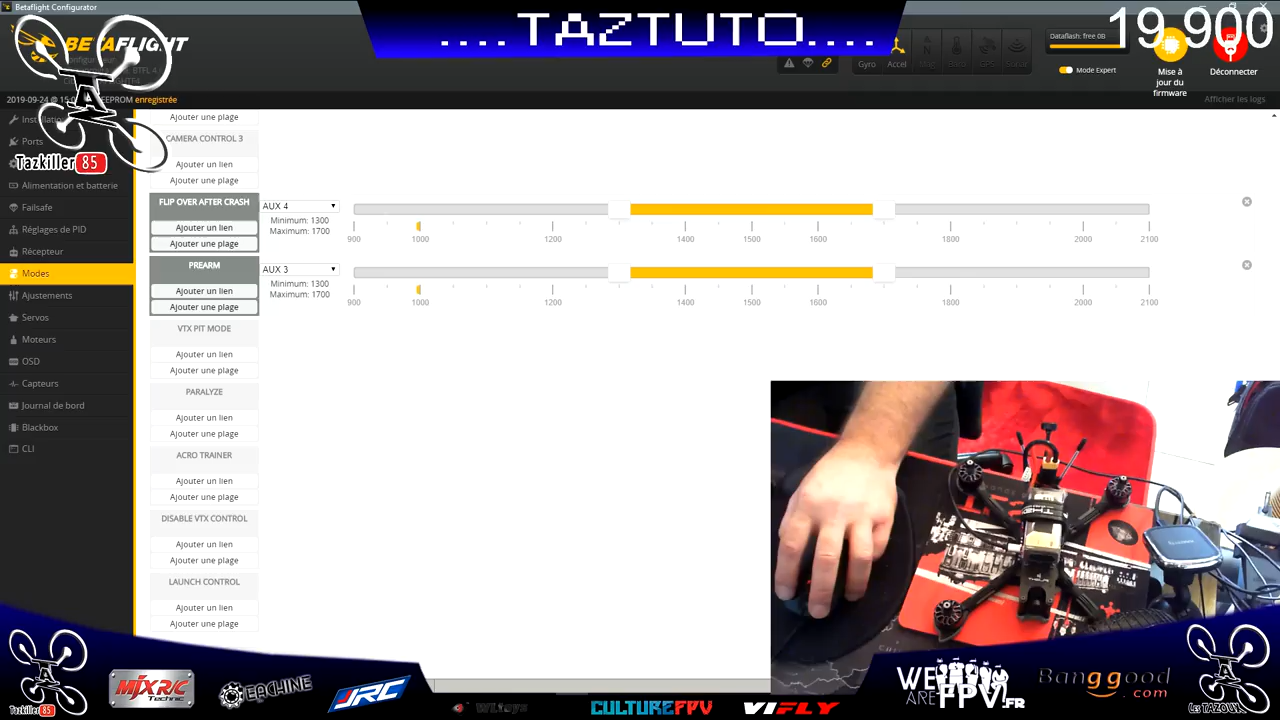 Betaflight Configurator
....TAZTUTO....
19.900
BETAFLIGHT
Dataflash: free 0B
Gyro
Accel
Mode Expert
Mise à
jour du
firmware
Déconnecter
2019-09-24 @
EEPROM enregistrée
Afficher les logs
Tazkiller 85
Ports
Alimentation et batterie
Failsafe
Réglages de PID
Récepteur
Modes
Ajustements
Servos
Moteurs
OSD
Capteurs
Journal de bord
Blackbox
CLI
Ajouter une plage
CAMERA CONTROL 3
Ajouter un lien
Ajouter une plage
FLIP OVER AFTER CRASH
Ajouter un lien
Ajouter une plage
AUX 4
Minimum: 1300
Maximum: 1700
900 1000 1200 1400 1500 1600 1800 2000 2100
PREARM
Ajouter un lien
Ajouter une plage
AUX 3
Minimum: 1300
Maximum: 1700
900 1000 1200 1400 1500 1600 1800 2000 2100
VTX PIT MODE
Ajouter un lien
Ajouter une plage
PARALYZE
Ajouter un lien
Ajouter une plage
ACRO TRAINER
Ajouter un lien
Ajouter une plage
DISABLE VTX CONTROL
Ajouter un lien
Ajouter une plage
LAUNCH CONTROL
Ajouter un lien
Ajouter une plage
Tazkiller 85
MIXRC
Technic
EACHINE
JJRC
WLtoys
CULTUREFPV
VIFLY
WE
ARE
FPV.FR
Banggood
.com
Les TAZOUX